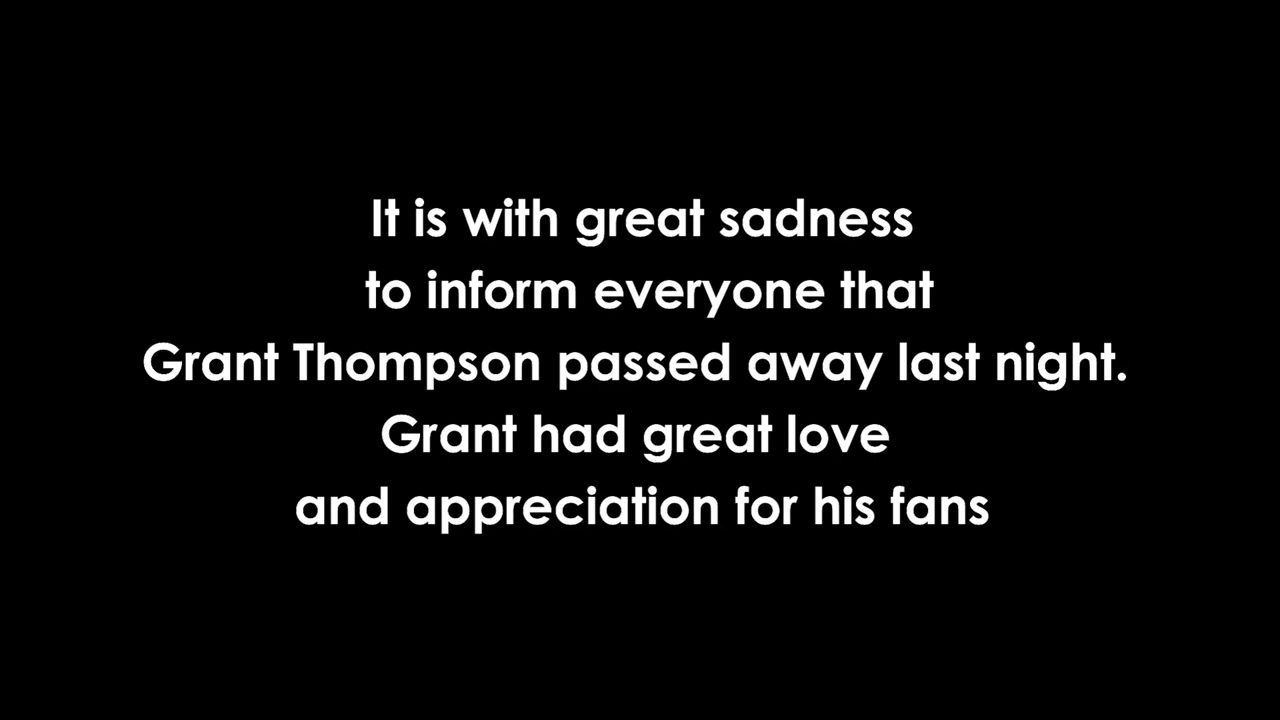 It is with great sadness
to inform everyone that
Grant Thompson passed away last night.
Grant had great love
and appreciation for his fans